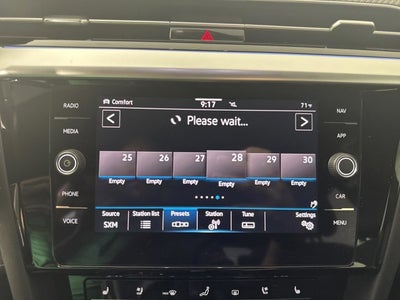 Comfort 9:17 71°F
RADIO
NAV
Please wait...
MEDIA
APP
25 26 27 28 29 30
Empty Empty Empty Empty Empty Empty
PHONE
CAR
VOICE
MENU
Source Station list Presets Station Tune Settings
SXM